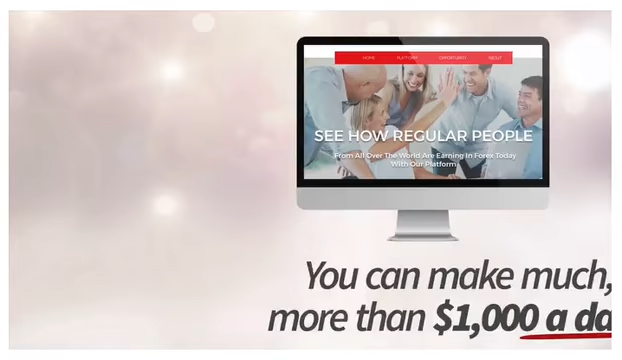 HOME PLATFORM OPPORTUNITY ABOUT
SEE HOW REGULAR PEOPLE
From All Over The World Are Earning In Forex Today
With Our Platform
You can make much,
more than $1,000 a da